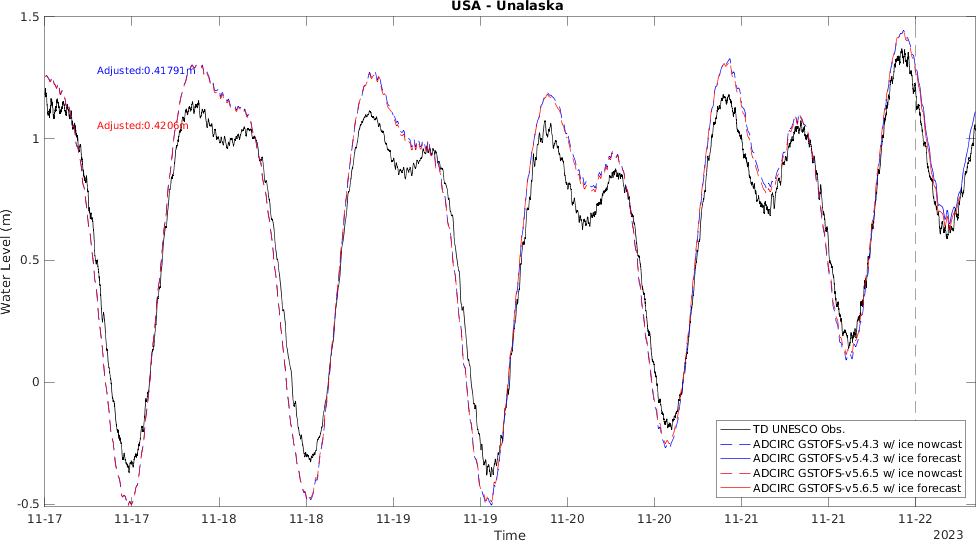 USA - Unalaska
1.5
1
0.5
0
-0.5
Water Level (m)
Adjusted:0.41791m
Adjusted:0.4206m
TD UNESCO Obs.
ADCIRC GSTOFS-v5.4.3 w/ ice nowcast
ADCIRC GSTOFS-v5.4.3 w/ ice forecast
ADCIRC GSTOFS-v5.6.5 w/ ice nowcast
ADCIRC GSTOFS-v5.6.5 w/ ice forecast
11-17 11-17 11-18 11-18 11-19 11-19 11-20 11-20 11-21 11-21 11-22
Time
2023